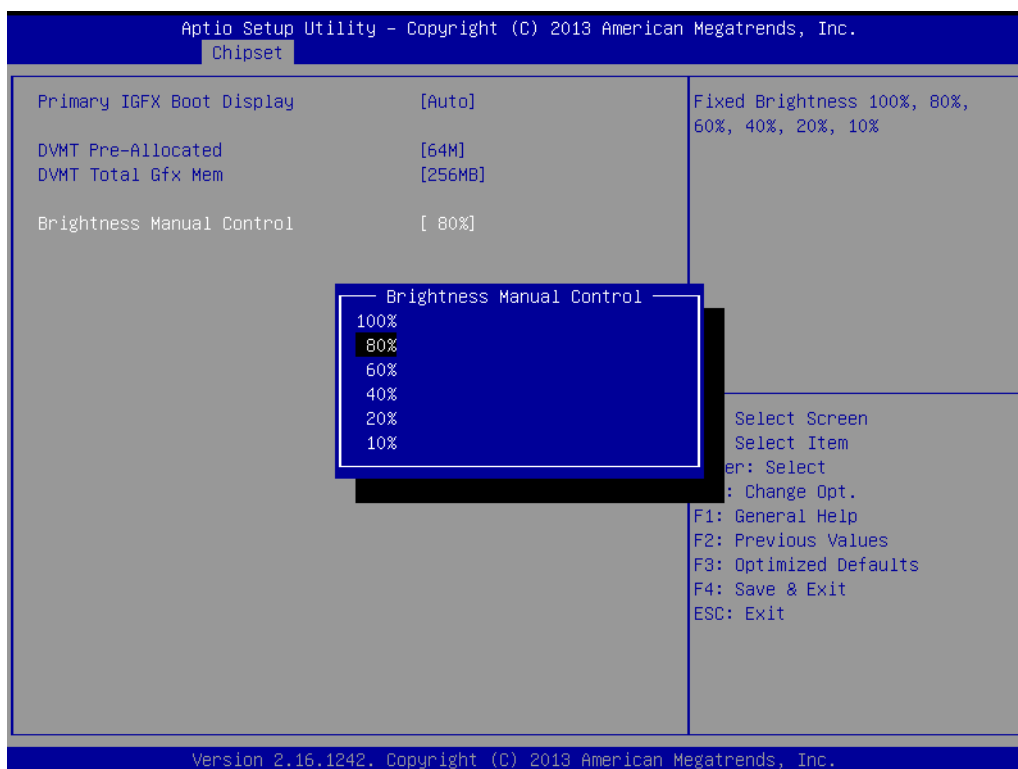 Aptio Setup Utility – Copyright (C) 2013 American Megatrends, Inc.
Chipset
Primary IGFX Boot Display [Auto]
DVMT Pre-Allocated [64M]
DVMT Total Gfx Mem [256MB]
Brightness Manual Control [ 80%]
Fixed Brightness 100%, 80%,
60%, 40%, 20%, 10%
Brightness Manual Control
100%
80%
60%
40%
20%
10%
Select Screen
Select Item
er: Select
: Change Opt.
F1: General Help
F2: Previous Values
F3: Optimized Defaults
F4: Save & Exit
ESC: Exit
Version 2.16.1242. Copyright (C) 2013 American Megatrends, Inc.